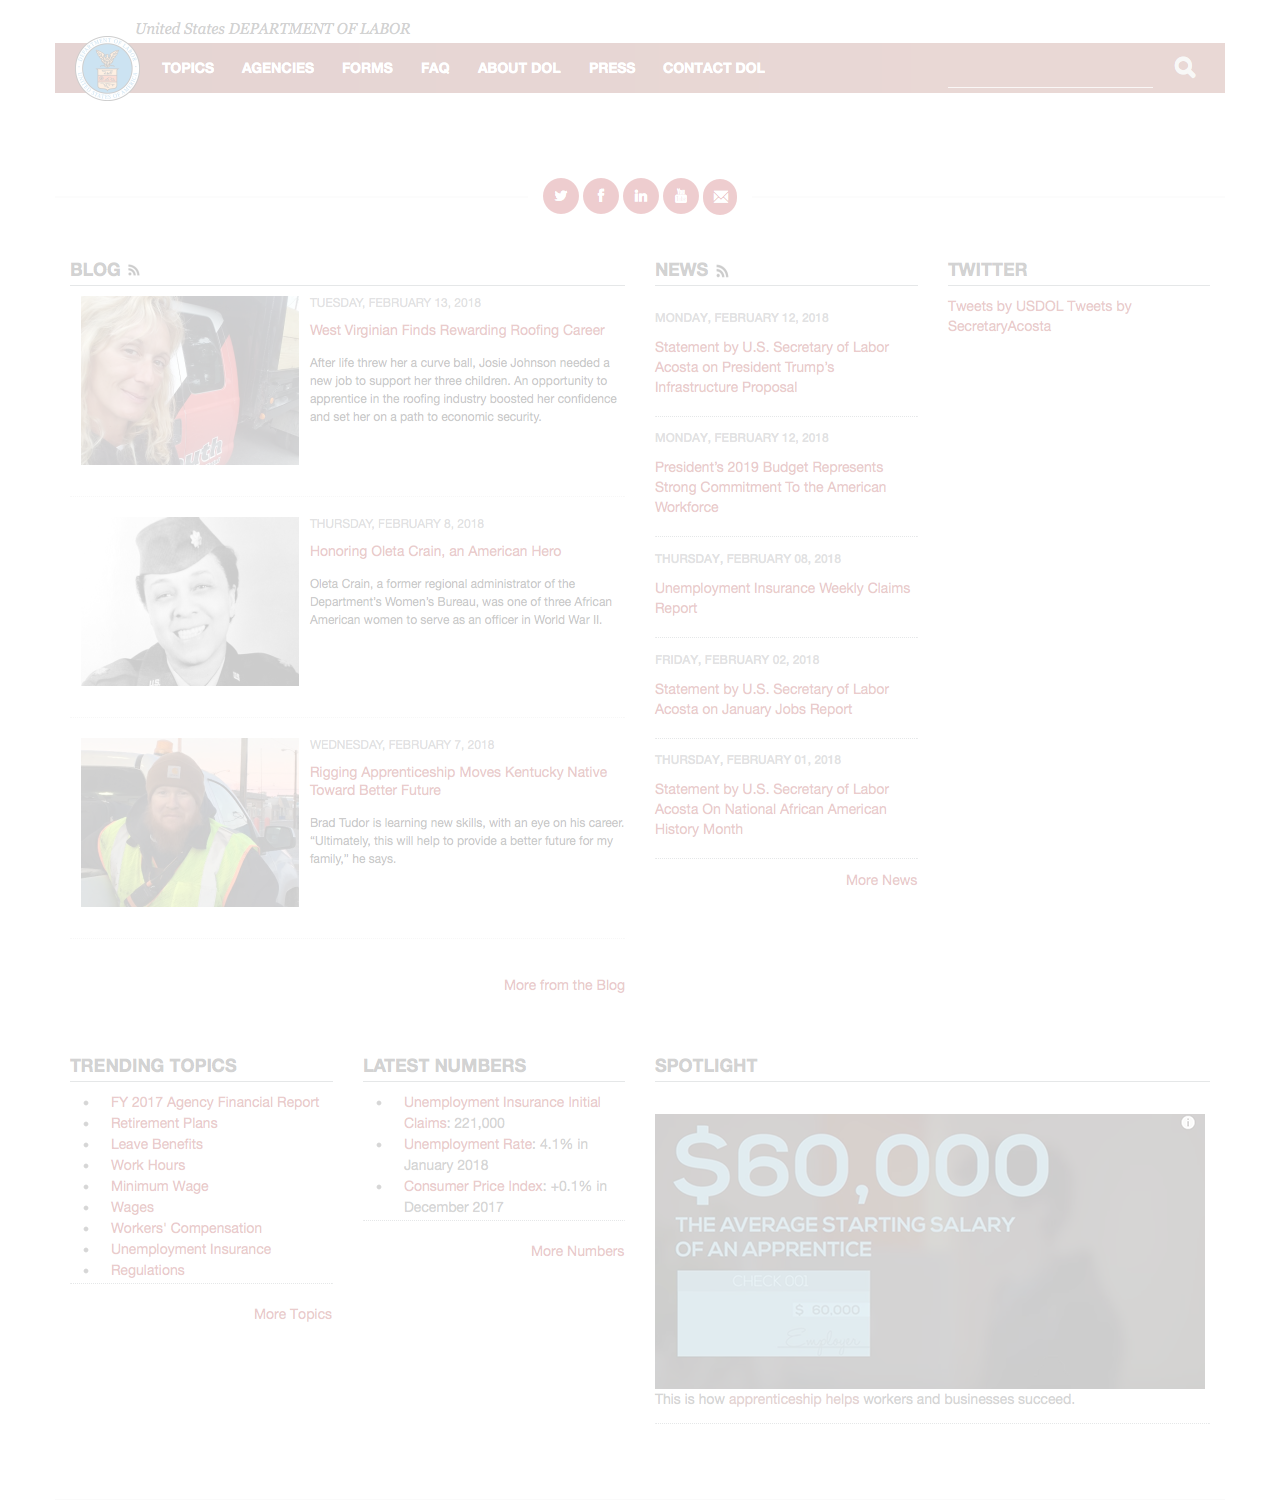 United States DEPARTMENT OF LABOR
TOPICS AGENCIES FORMS FAQ ABOUT DOL PRESS CONTACT DOL
BLOG
TUESDAY, FEBRUARY 13, 2018
West Virginian Finds Rewarding Roofing Career
After life threw her a curve ball, Josie Johnson needed a
new job to support her three children. An opportunity to
apprentice in the roofing industry boosted her confidence
and set her on a path to economic security.
THURSDAY, FEBRUARY 8, 2018
Honoring Oleta Crain, an American Hero
Oleta Crain, a former regional administrator of the
Department’s Women’s Bureau, was one of three African
American women to serve as an officer in World War II.
WEDNESDAY, FEBRUARY 7, 2018
Rigging Apprenticeship Moves Kentucky Native
Toward Better Future
Brad Tudor is learning new skills, with an eye on his career.
“Ultimately, this will help to provide a better future for my
family,” he says.
More from the Blog
NEWS
MONDAY, FEBRUARY 12, 2018
Statement by U.S. Secretary of Labor
Acosta on President Trump’s
Infrastructure Proposal
MONDAY, FEBRUARY 12, 2018
President’s 2019 Budget Represents
Strong Commitment To the American
Workforce
THURSDAY, FEBRUARY 08, 2018
Unemployment Insurance Weekly Claims
Report
FRIDAY, FEBRUARY 02, 2018
Statement by U.S. Secretary of Labor
Acosta on January Jobs Report
THURSDAY, FEBRUARY 01, 2018
Statement by U.S. Secretary of Labor
Acosta On National African American
History Month
More News
TWITTER
Tweets by USDOL Tweets by
SecretaryAcosta
TRENDING TOPICS
FY 2017 Agency Financial Report
Retirement Plans
Leave Benefits
Work Hours
Minimum Wage
Wages
Workers' Compensation
Unemployment Insurance
Regulations
More Topics
LATEST NUMBERS
Unemployment Insurance Initial
Claims: 221,000
Unemployment Rate: 4.1% in
January 2018
Consumer Price Index: +0.1% in
December 2017
More Numbers
SPOTLIGHT
$60,000
THE AVERAGE STARTING SALARY
OF AN APPRENTICE
CHECK 001
$ 60,000
Employer
This is how apprenticeship helps workers and businesses succeed.